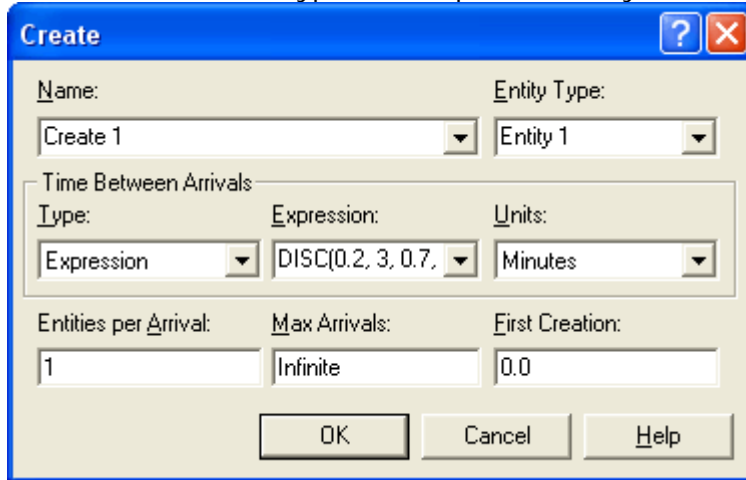 Create
Name: Entity Type:
Create 1 Entity 1
Time Between Arrivals
Type: Expression: Units:
Expression DISC(0.2, 3, 0.7, Minutes
Entities per Arrival: Max Arrivals: First Creation:
1 Infinite 0.0
OK Cancel Help